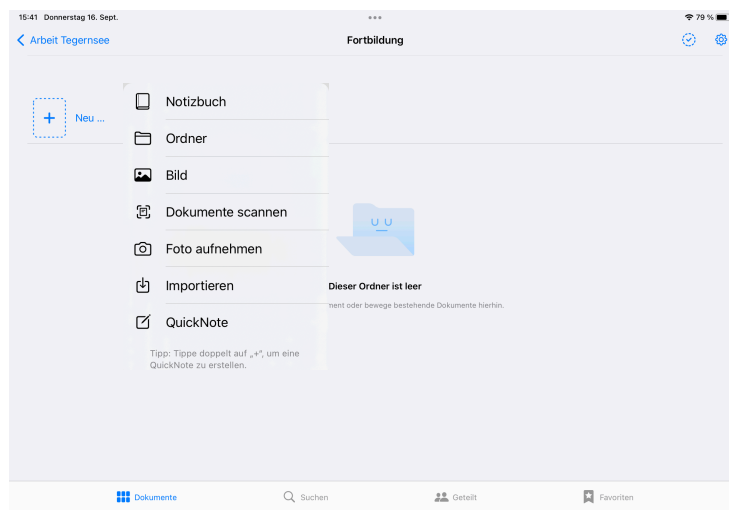 15:41 Donnerstag 16. Sept.
79 %
Arbeit Tegernsee
Fortbildung
Neu ...
Notizbuch
Ordner
Bild
Dokumente scannen
Foto aufnehmen
Importieren
QuickNote
Tipp: Tippe doppelt auf „+“, um eine
QuickNote zu erstellen.
Dieser Ordner ist leer
oder bewege bestehende Dokumente hierhin.
Dokumente
Suchen
Geteilt
Favoriten